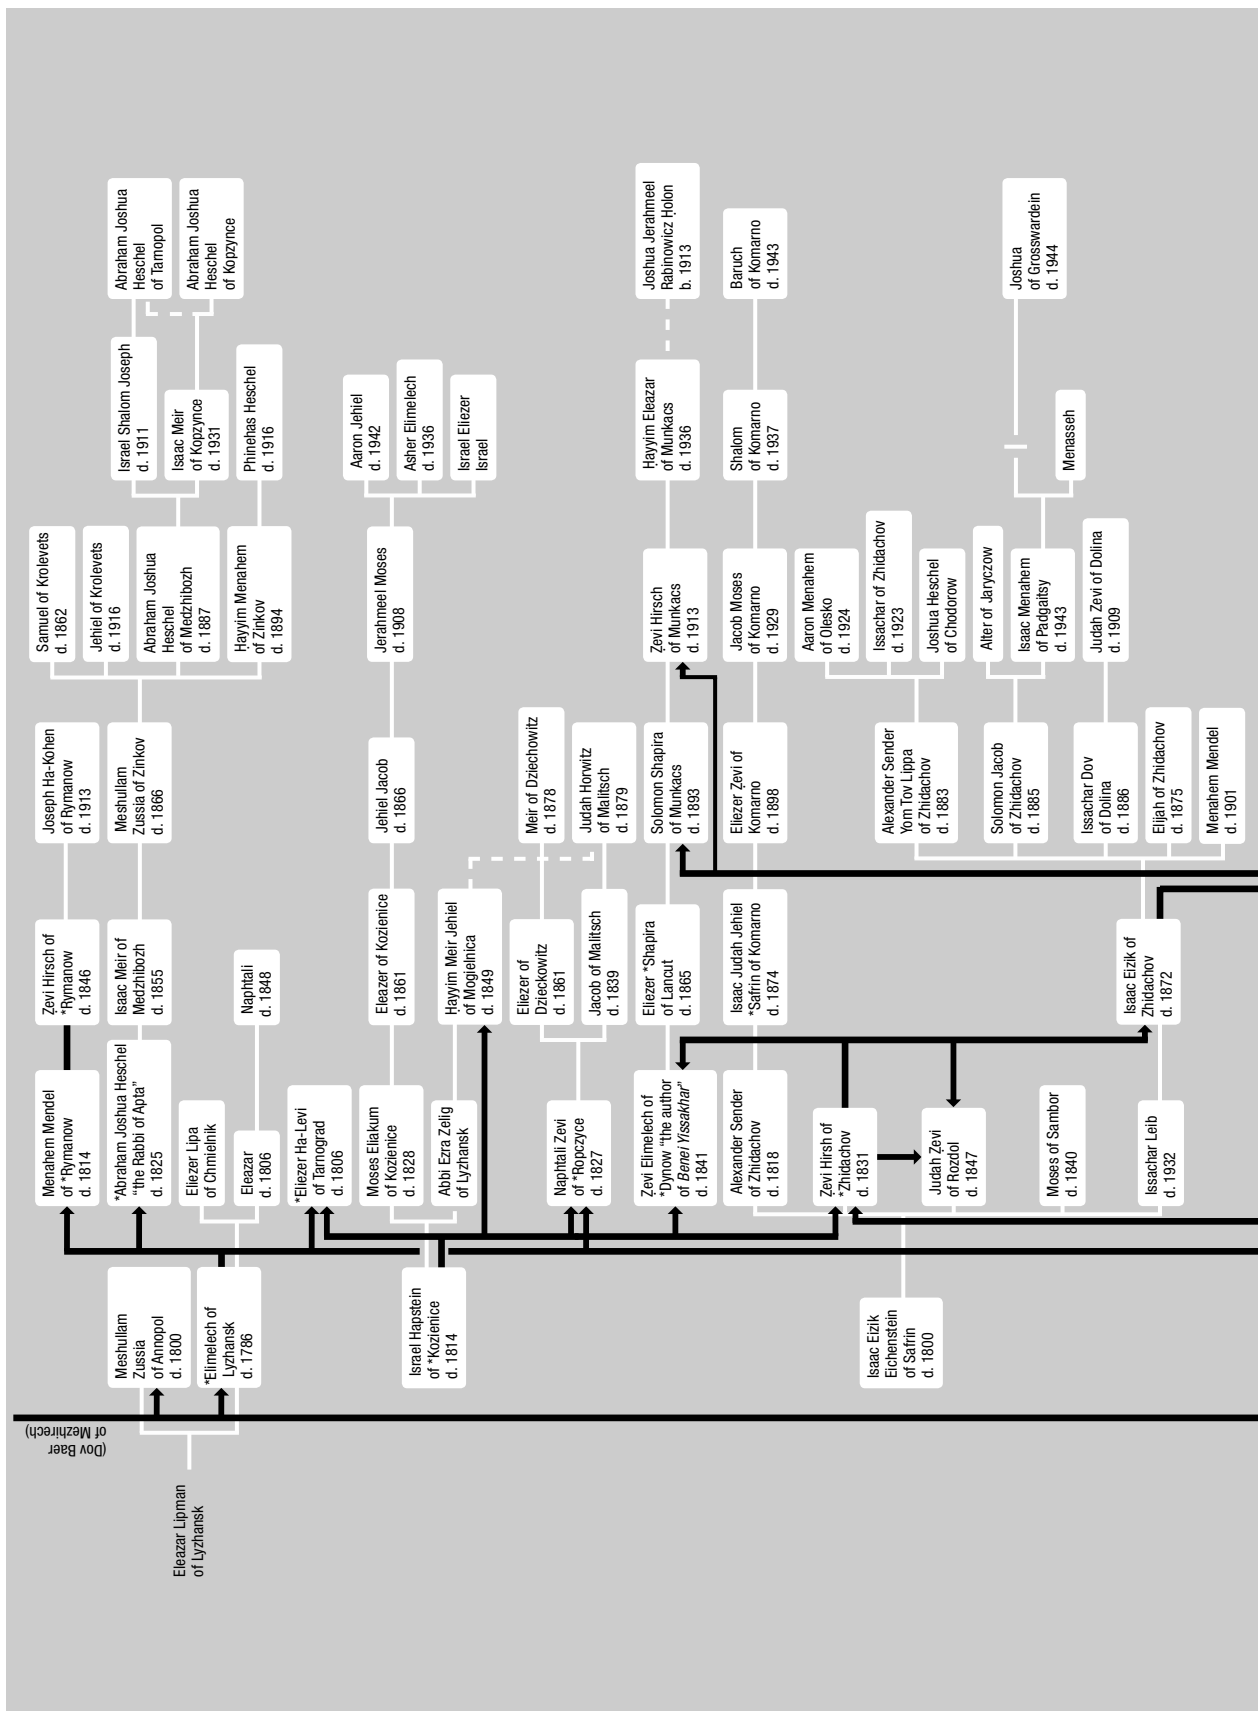 (Dov Baer
of Mezhirech)
Eleazar Lipman
of Lyzhansk
Meshullam
Zussia
of Annopol
d. 1800
*Elimelech of
Lyzhansk
d. 1786
Israel Hapstein
of *Kozienice
d. 1814
Isaac Eizik
Eichenstein
of Safrin
d. 1800
Menahem Mendel
of *Rymanow
d. 1814
*Abraham Joshua Heschel
“the Rabbi of Apta”
d. 1825
Eliezer Lipa
of Chmielnik
Eleazar
d. 1806
*Eliezer Ha-Levi
of Tarnograd
d. 1806
Moses Eliakum
of Kozienice
d. 1828
Abbi Ezra Zelig
of Lyzhansk
Naphtali Zevi
of *Ropczyce
d. 1827
Ẓevi Elimelech of
*Dynow “the author
of Benei Yissakhar”
d. 1841
Alexander Sender
of Zhidachov
d. 1818
Ẓevi Hirsh of
*Zhidachov
d. 1831
Judah Ẓevi
of Rozdol
d. 1847
Moses of Sambor
d. 1840
Issachar Leib
d. 1932
Ẓevi Hirsch of
*Rymanow
d. 1846
Isaac Meir of
Medzhibozh
d. 1855
Naphtali
d. 1848
Eleazer of Kozienice
d. 1861
Ḥayyim Meir Jehiel
of Mogielnica
d. 1849
Eliezer of
Dzieckowitz
d. 1861
Jacob of Malitsch
d. 1839
Eliezer *Shapira
of Lancut
d. 1865
Isaac Judah Jehiel
*Safrin of Komarno
d. 1874
Isaac Eizik of
Zhidachov
d. 1872
Joseph Ha-Kohen
of Rymanow
d. 1913
Meshullam
Zussia of Zinkov
d. 1866
Jehiel Jacob
d. 1866
Meir of Dziechowitz
d. 1878
Judah Horwitz
of Malitsch
d. 1879
Solomon Shapira
of Munkacs
d. 1893
Eliezer Ẓevi of
Komarno
d. 1898
Alexander Sender
Yom Tov Lippa
of Zhidachov
d. 1883
Solomon Jacob
of Zhidachov
d. 1885
Issachar Dov
of Dolina
d. 1886
Elijah of Zhidachov
d. 1875
Menahem Mendel
d. 1901
Samuel of Krolevets
d. 1862
Jehiel of Krolevets
d. 1916
Abraham Joshua
Heschel
of Medzhibozh
d. 1887
Ḥayyim Menahem
of Zinkov
d. 1894
Jerahmeel Moses
d. 1908
Ẓevi Hirsch
of Munkacs
d. 1913
Jacob Moses
of Komarno
d. 1929
Aaron Menahem
of Olesko
d. 1924
Issachar of Zhidachov
d. 1923
Joshua Heschel
of Chodorow
Alter of Jaryczow
Isaac Menahem
of Padgaitsy
d. 1943
Judah Zevi of Dolina
d. 1909
Israel Shalom Joseph
d. 1911
Isaac Meir
of Kopzynce
d. 1931
Phinehas Heschel
d. 1916
Aaron Jehiel
d. 1942
Asher Elimelech
d. 1936
Israel Eliezer
Israel
Ḥayyim Eleazar
of Munkacs
d. 1936
Shalom
of Komarno
d. 1937
Menasseh
Abraham Joshua
Heschel
of Tarnopol
Abraham Joshua
Heschel
of Kopzynce
Joshua Jerahmeel
Rabinowicz Ḥolon
b. 1913
Baruch
of Komarno
d. 1943
Joshua
of Grosswardein
d. 1944